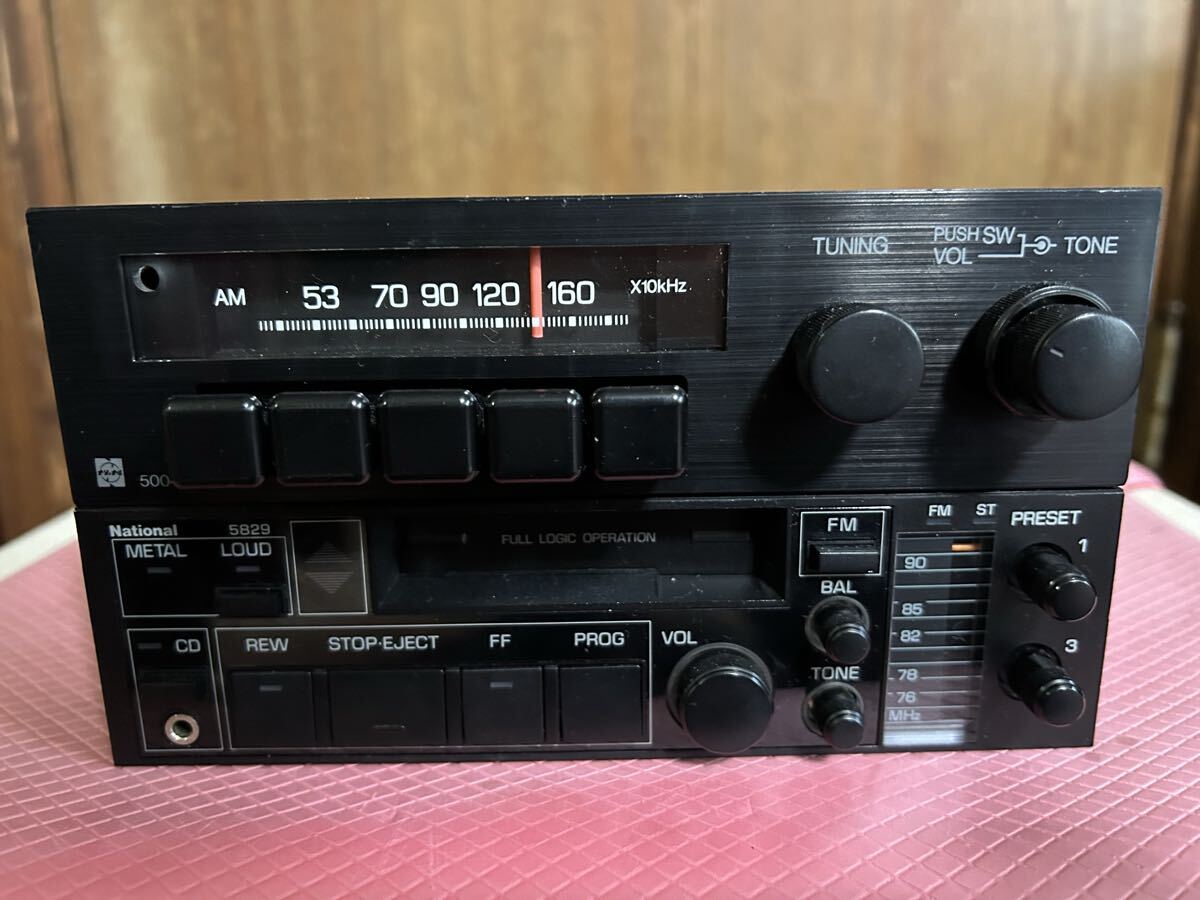 TUNING
PUSH SW
VOL
TONE
AM 53 70 90 120 160 X10kHz
500
National 5829
METAL LOUD
FULL LOGIC OPERATION
FM
FM ST
PRESET
1
90
BAL
85
82
CD
REW STOP·EJECT FF PROG
VOL
3
TONE
78
76
MHz